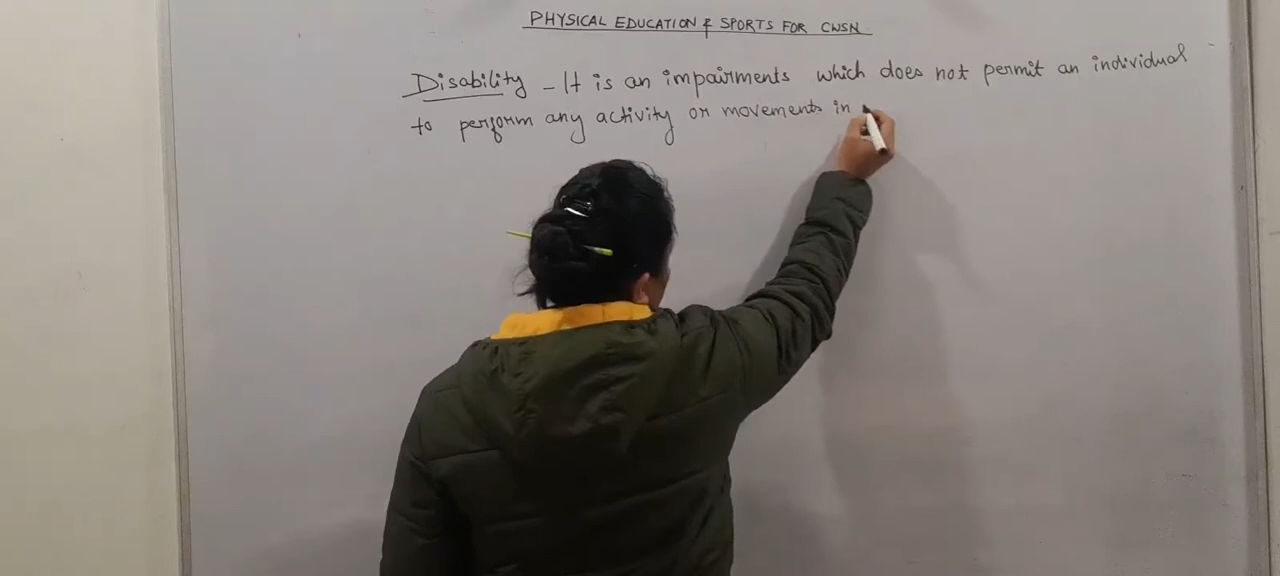 PHYSICAL EDUCATION & SPORTS FOR CWSN
Disability - It is an impairments which does not permit an individual
to perform any activity or movements in